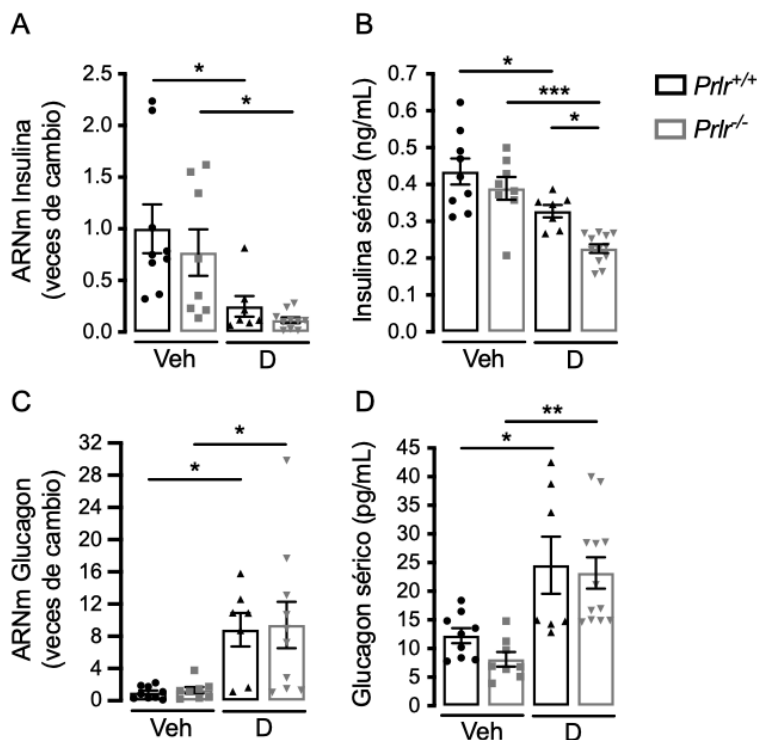 A
ARNm Insulina
(veces de cambio)
2.5
2.0
1.5
1.0
0.5
0.0
*
*
Veh
D
B
Insulina sérica (ng/mL)
0.7
0.6
0.5
0.4
0.3
0.2
0.1
0.0
*
***
*
Veh
D
Prlr+/+
Prlr-/-
C
ARNm Glucagon
(veces de cambio)
32
28
24
20
16
12
8
4
0
*
*
Veh
D
D
Glucagon sérico (pg/mL)
45
40
35
30
25
20
15
10
5
0
**
*
Veh
D